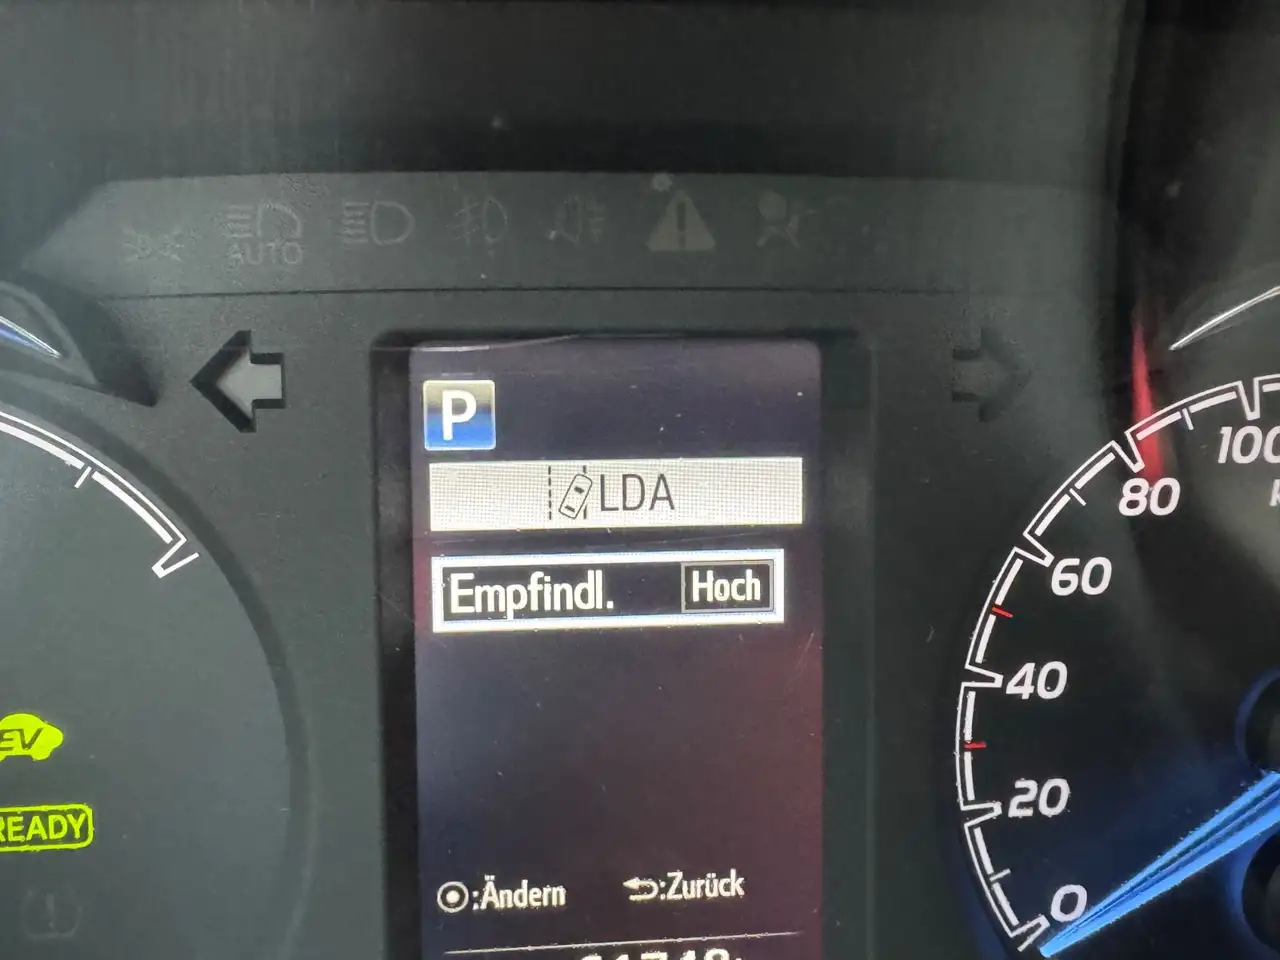 AUTO
P
LDA
Empfindl. Hoch
EV
READY
:Ändern :Zurück
100
80
60
40
20
0